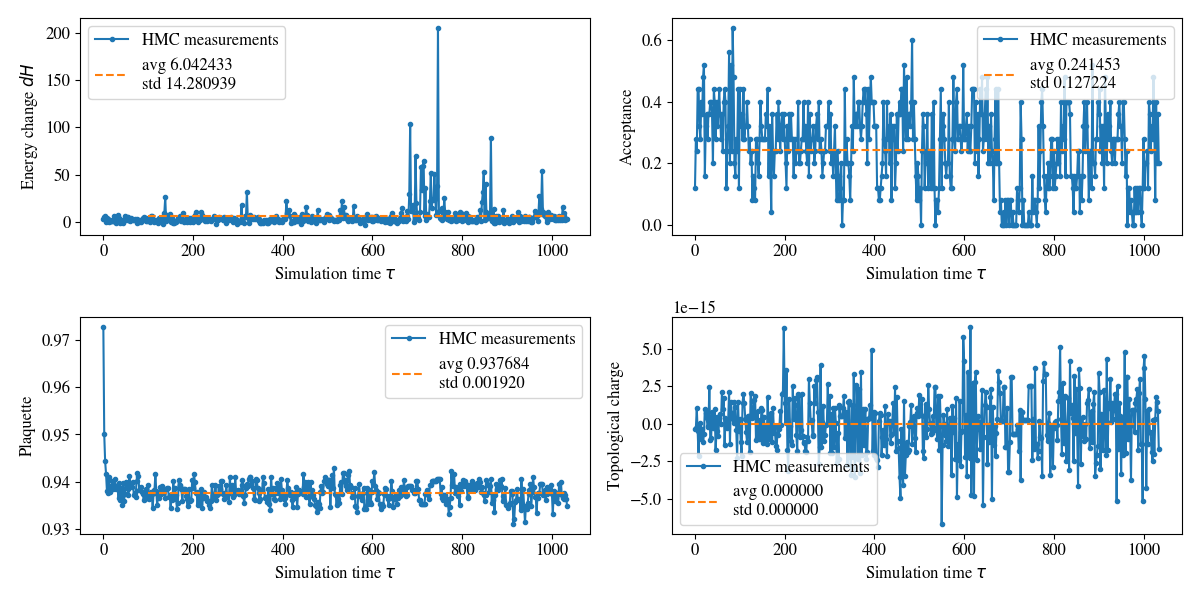 200
150
100
50
0
Energy change dH
HMC measurements
avg 6.042433
std 14.280939
0 200 400 600 800 1000
Simulation time τ
0.6
0.4
0.2
0.0
Acceptance
HMC measurements
avg 0.241453
std 0.127224
0 200 400 600 800 1000
Simulation time τ
0.97
0.96
0.95
0.94
0.93
Plaquette
HMC measurements
avg 0.937684
std 0.001920
0 200 400 600 800 1000
Simulation time τ
1e−15
5.0
2.5
0.0
−2.5
−5.0
Topological charge
HMC measurements
avg 0.000000
std 0.000000
0 200 400 600 800 1000
Simulation time τ